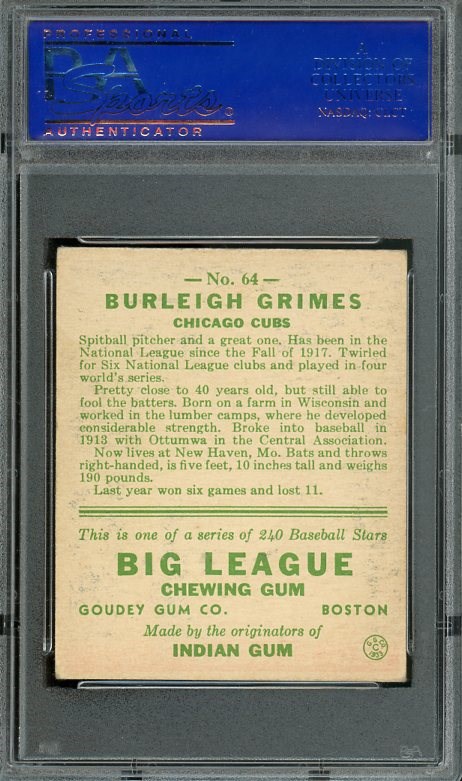 PROFESSIONAL
PSA
Sports
AUTHENTICATOR
A
DIVISION OF
COLLECTORS
UNIVERSE
NASDAQ: CLCT
— No. 64 —
BURLEIGH GRIMES
CHICAGO CUBS
Spitball pitcher and a great one. Has been in the
National League since the Fall of 1917. Twirled
for Six National League clubs and played in four
world's series.
Pretty close to 40 years old, but still able to
fool the batters. Born on a farm in Wisconsin and
worked in the lumber camps, where he developed
considerable strength. Broke into baseball in
1913 with Ottumwa in the Central Association.
Now lives at New Haven, Mo. Bats and throws
right-handed, is five feet, 10 inches tall and weighs
190 pounds.
Last year won six games and lost 11.
This is one of a series of 240 Baseball Stars
BIG LEAGUE
CHEWING GUM
GOUDEY GUM CO. BOSTON
Made by the originators of
INDIAN GUM
G.G.Co.
C
1933
PSA